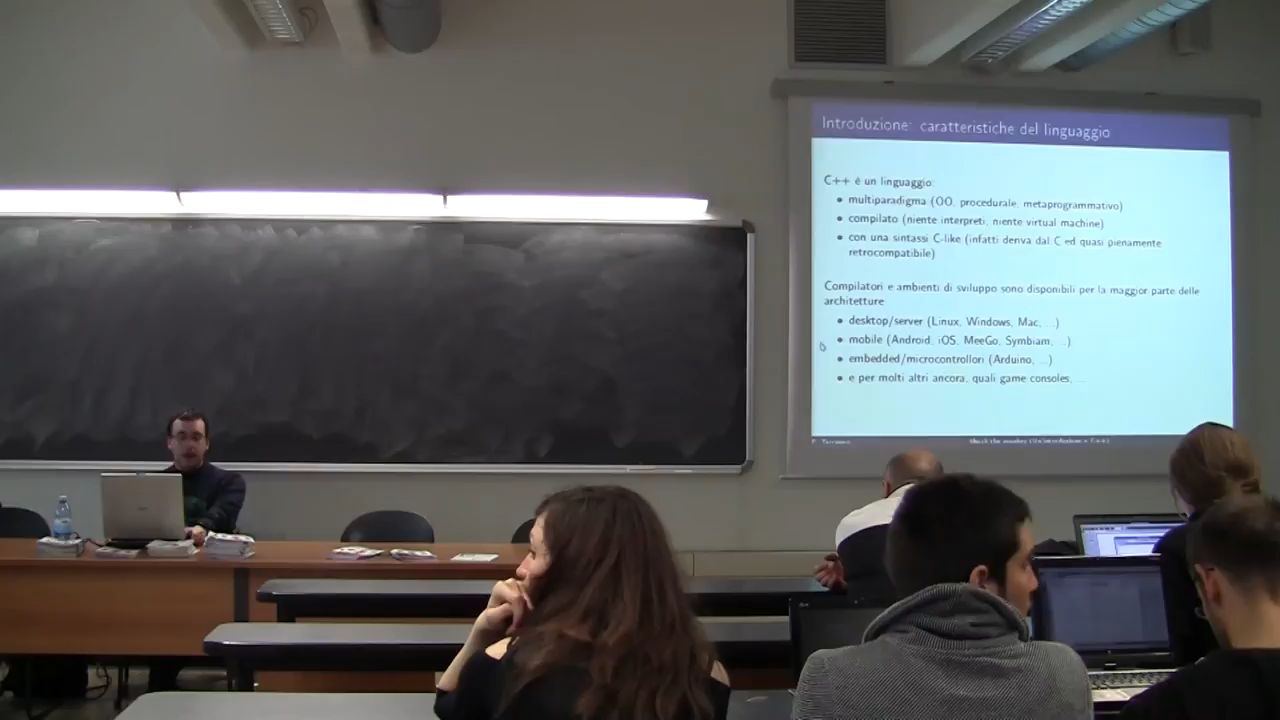 Introduzione: caratteristiche del linguaggio
C++ è un linguaggio:
• multiparadigma (OO, procedurale, metaprogrammativo)
• compilato (niente interpreti, niente virtual machine)
• con una sintassi C-like (infatti deriva dal C ed quasi pienamente
retrocompatibile)
Compilatori e ambienti di sviluppo sono disponibili per la maggior parte delle
architetture
• desktop/server (Linux, Windows, Mac, ...)
• mobile (Android, iOS, MeeGo, Symbiam, ...)
• embedded/microcontrollori (Arduino, ...)
• e per molti altri ancora, quali game consoles, ...